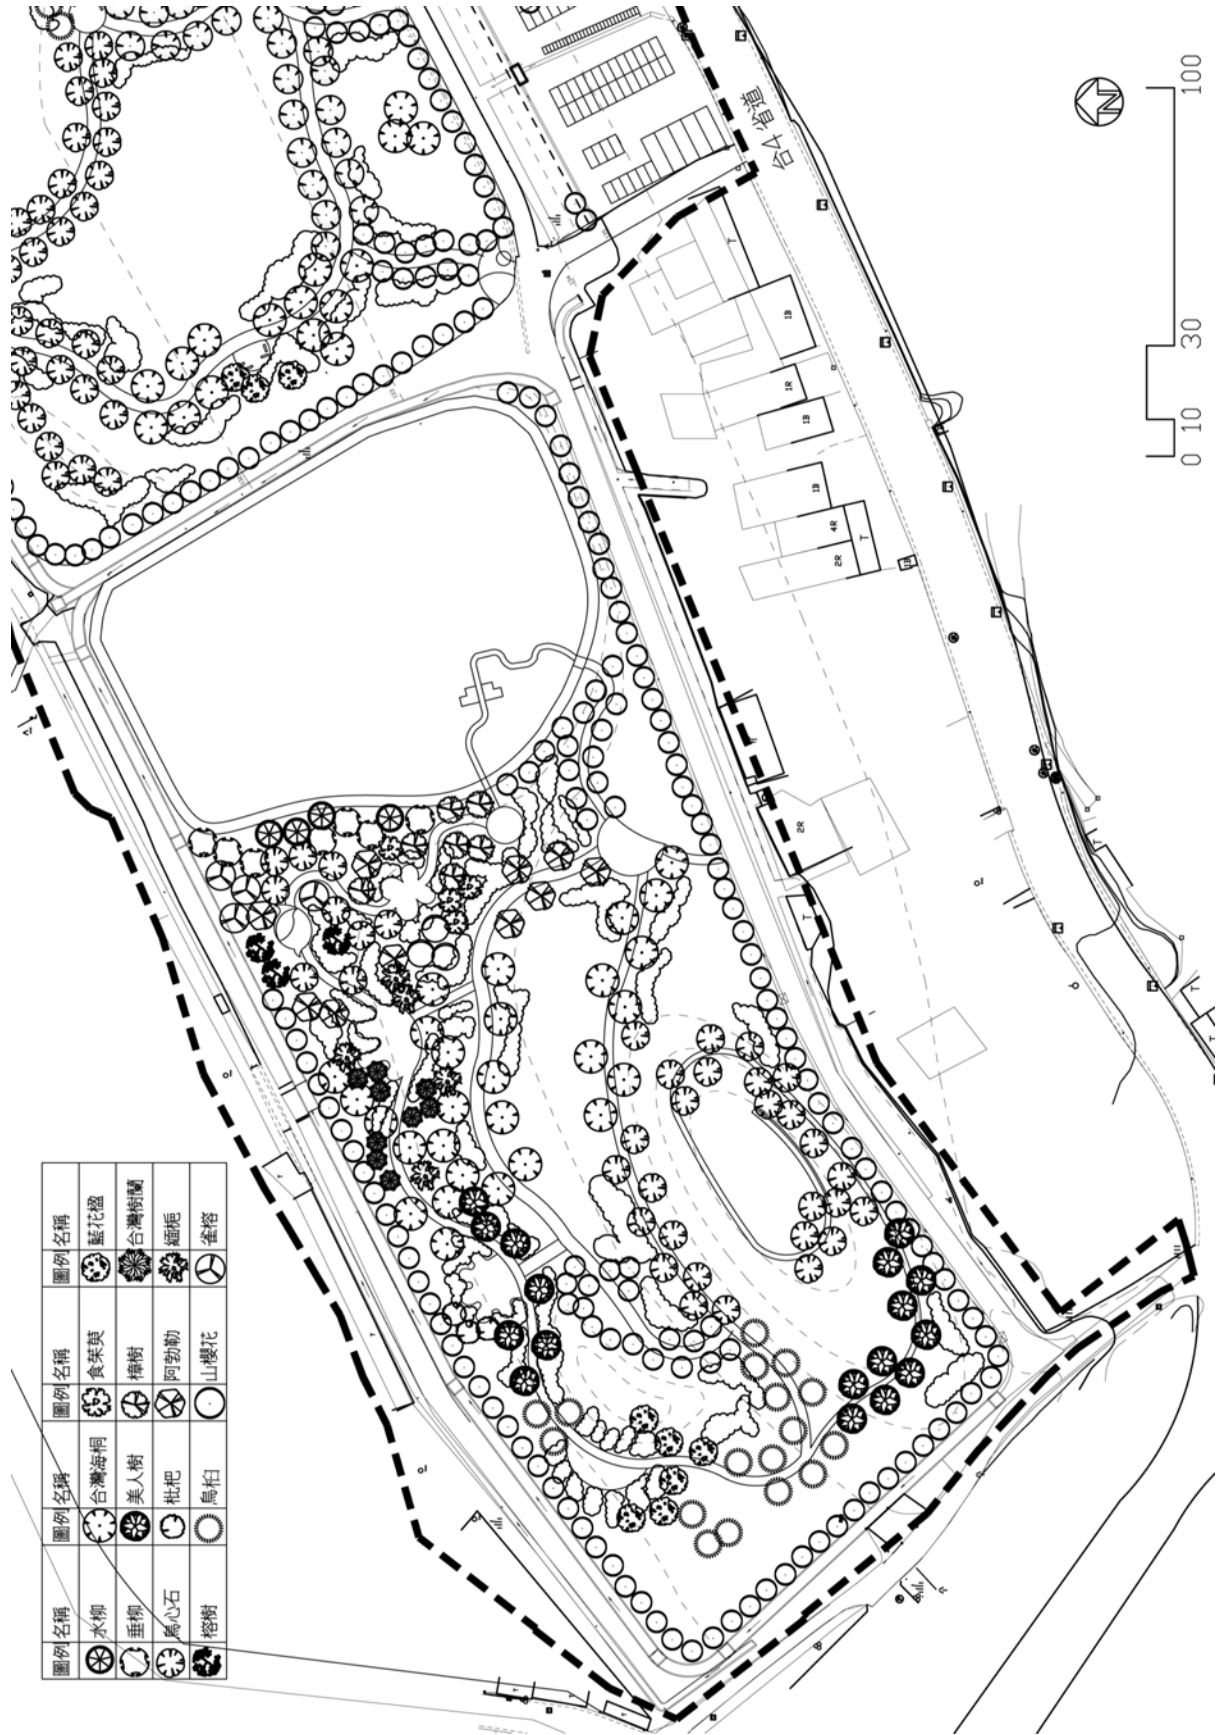 圖例 名稱 圖例 名稱 圖例 名稱 圖例 名稱
水柳 台灣海桐 食茱萸 藍花楹
垂柳 美人樹 樟樹 台灣樹蘭
烏心石 枇杷 阿勃勒 緬梔
榕樹 烏桕 山櫻花 雀榕
台4省道
N
0 10 30 100
T
1B
1R
1B
1B
4R
T
2R
1B
2R
T
T
T
T